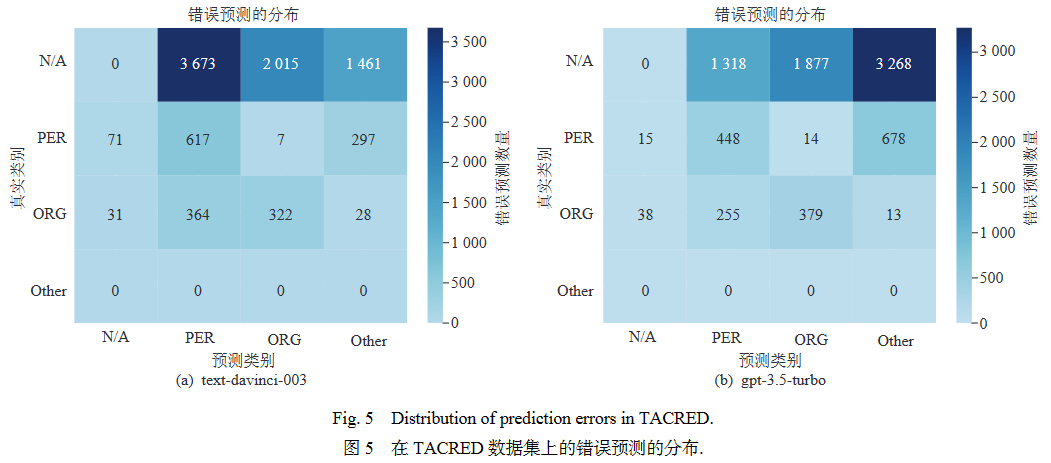 错误预测的分布
N/A 0 3 673 2 015 1 461
PER 71 617 7 297
ORG 31 364 322 28
Other 0 0 0 0
N/A PER ORG Other
真实类别
预测类别
3 500
3 000
2 500
2 000
1 500
1 000
500
0
错误预测数量
(a) text-davinci-003
错误预测的分布
N/A 0 1 318 1 877 3 268
PER 15 448 14 678
ORG 38 255 379 13
Other 0 0 0 0
N/A PER ORG Other
真实类别
预测类别
3 000
2 500
2 000
1 500
1 000
500
0
错误预测数量
(b) gpt-3.5-turbo
Fig. 5 Distribution of prediction errors in TACRED.
图 5 在 TACRED 数据集上的错误预测的分布.